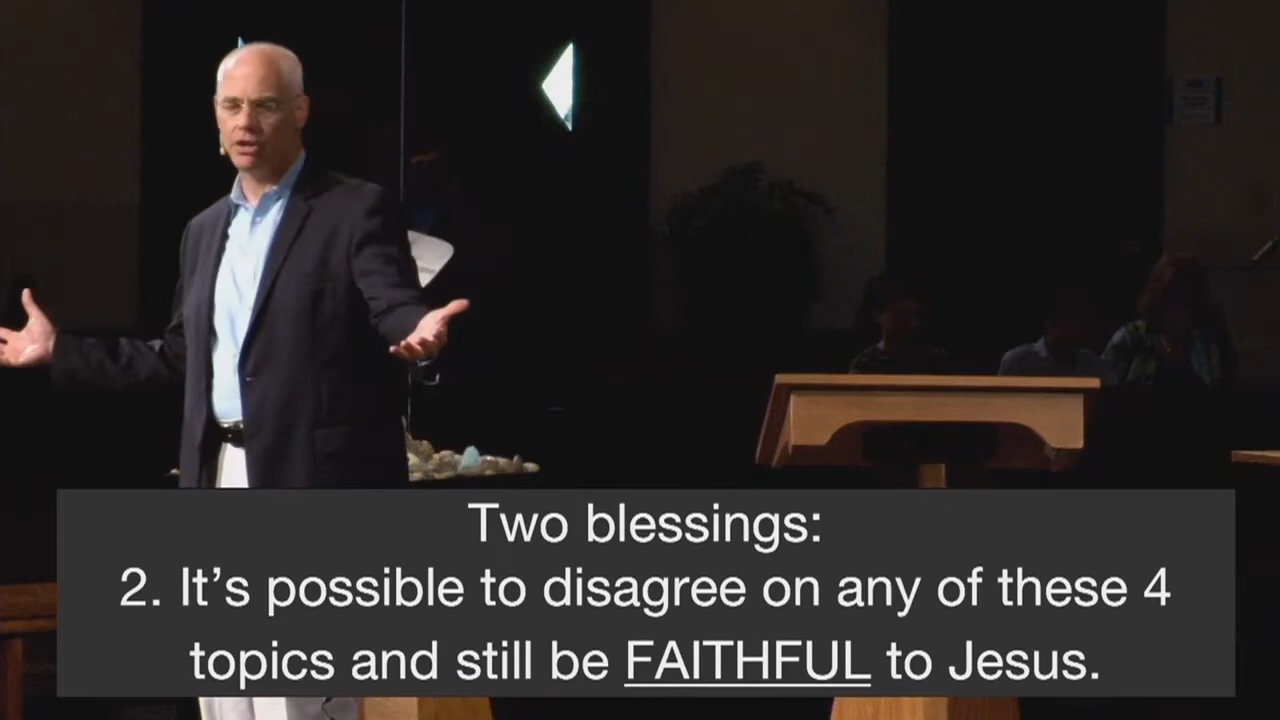 Two blessings:
2. It’s possible to disagree on any of these 4
topics and still be FAITHFUL to Jesus.